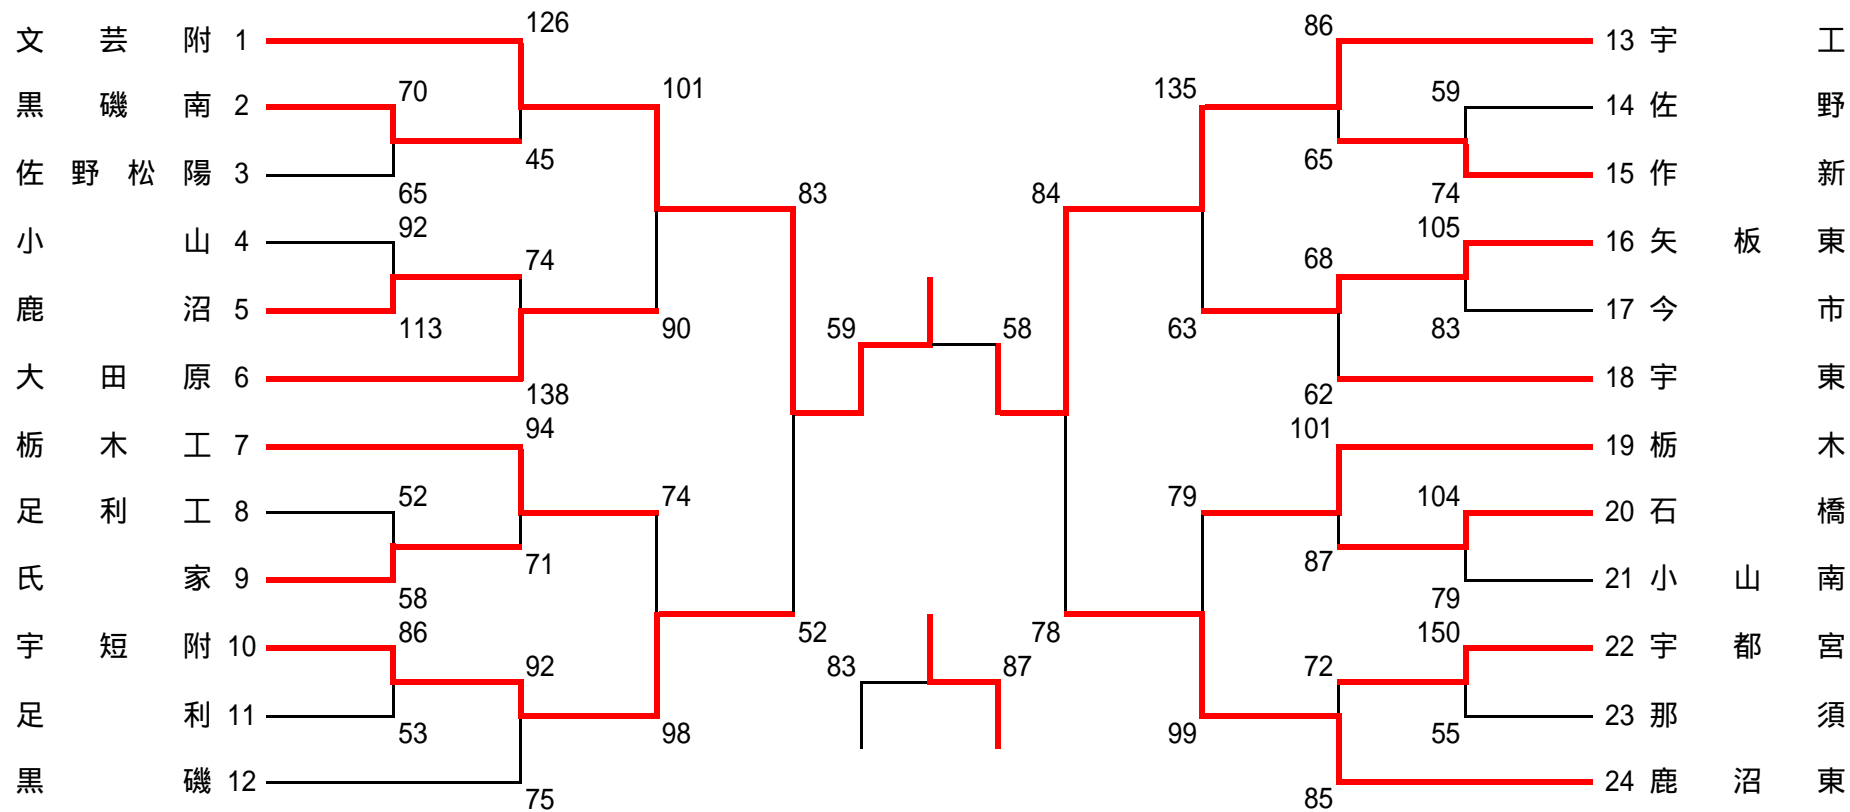 文芸附 1
黒磯南 2
佐野松陽 3
小山 4
鹿沼 5
大田原 6
栃木工 7
足利工 8
氏家 9
宇短附 10
足利 11
黒磯 12
70
65
92
113
52
58
86
53
126
45
74
138
94
71
92
75
101
90
74
98
83
52
59
58
83
87
84
78
135
63
79
99
86
65
68
62
101
87
72
85
59
74
105
83
104
79
150
55
13 宇工
14 佐野
15 作新
16 矢板東
17 今市
18 宇東
19 栃木
20 石橋
21 小山南
22 宇都宮
23 那須
24 鹿沼東